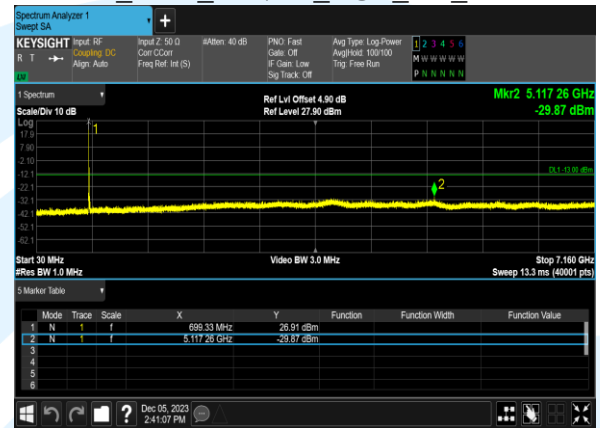 Spectrum Analyzer 1
Swept SA
+
KEYSIGHT Input: RF Input Z: 50 Ω #Atten: 40 dB PNO: Fast Avg Type: Log-Power 1 2 3 4 5 6
R T Coupling: DC Corr CCorr Gate: Off Avg|Hold: 100/100 M W W W W W
Align: Auto Freq Ref: Int (S) IF Gain: Low Trig: Free Run P N N N N N
Sig Track: Off
1 Spectrum Ref Lvl Offset 4.90 dB Mkr2 5.117 26 GHz
Scale/Div 10 dB Ref Level 27.90 dBm -29.87 dBm
Log
17.9
7.90
-2.10
-12.1
-22.1
-32.1
-42.1
-52.1
-62.1
1
DL1 -13.00 dBm
2
Start 30 MHz Video BW 3.0 MHz Stop 7.160 GHz
#Res BW 1.0 MHz Sweep 13.3 ms (40001 pts)
5 Marker Table
Mode Trace Scale X Y Function Function Width Function Value
1 N 1 f 699.33 MHz 26.91 dBm
2 N 1 f 5.117 26 GHz -29.87 dBm
3
4
5
6
? Dec 05, 2023
2:41:07 PM